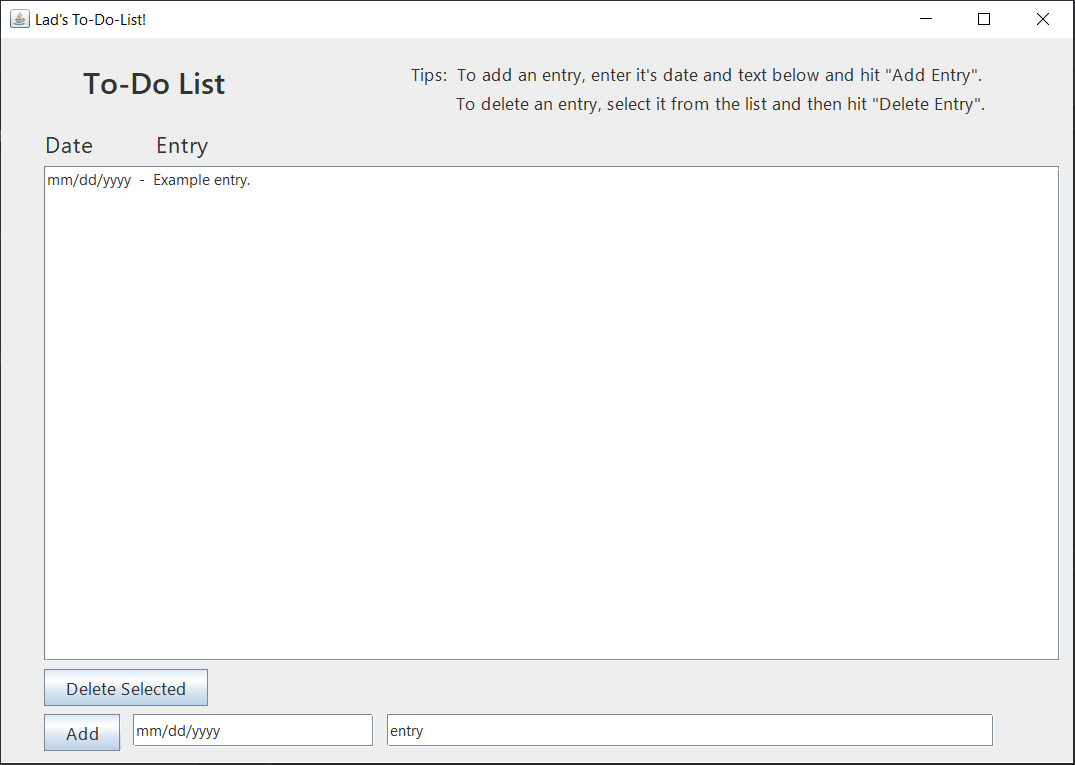 Lad's To-Do-List!
To-Do List
Tips:  To add an entry, enter it's date and text below and hit "Add Entry".
To delete an entry, select it from the list and then hit "Delete Entry".
Date Entry
mm/dd/yyyy  -  Example entry.
Delete Selected
Add mm/dd/yyyy entry